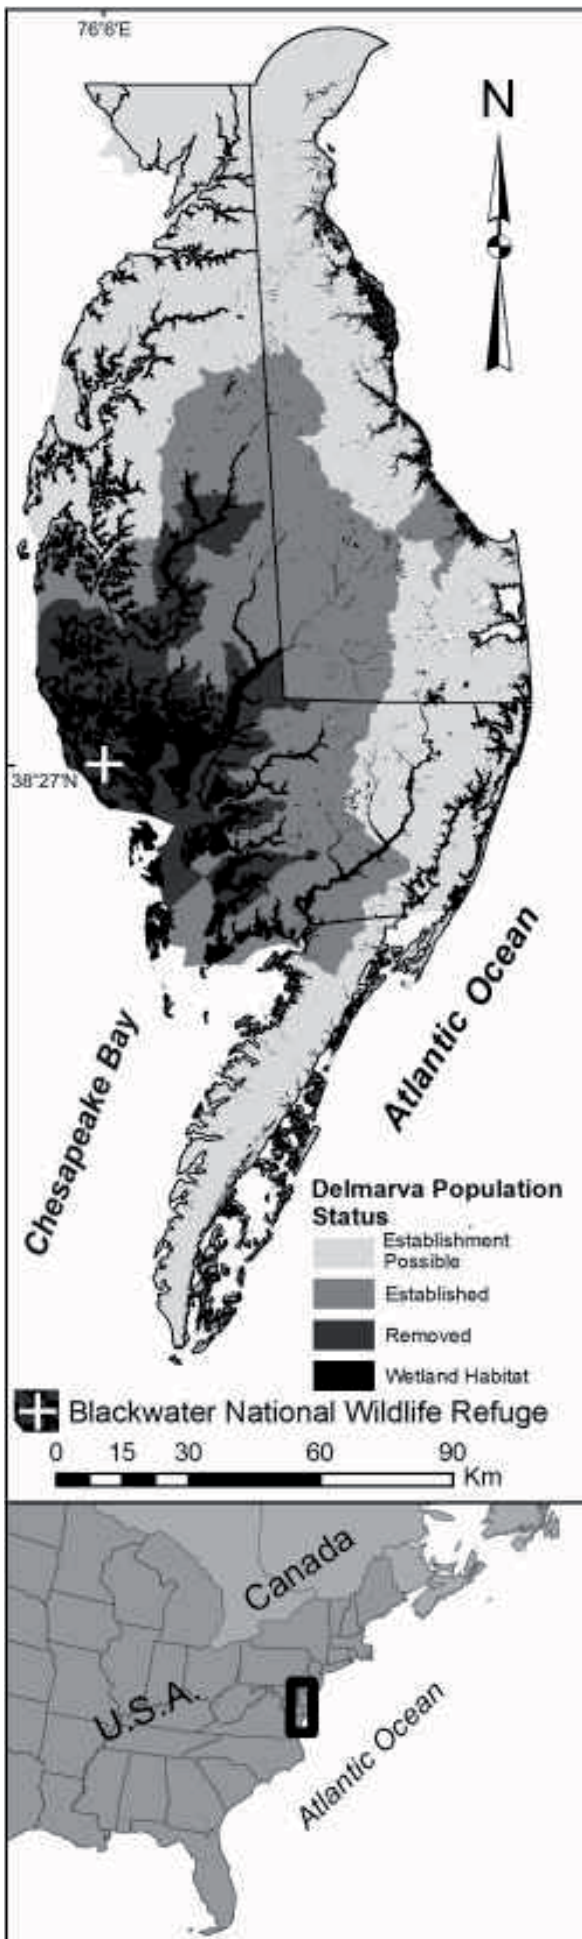 76°6'E
N
38°27'N
Chesapeake Bay
Atlantic Ocean
Delmarva Population
Status
Establishment
Possible
Established
Removed
Wetland Habitat
Blackwater National Wildlife Refuge
0 15 30 60 90
Km
Canada
U.S.A.
Atlantic Ocean